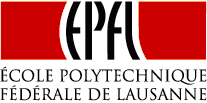 EPFL
ÉCOLE POLYTECHNIQUE
FÉDÉRALE DE LAUSANNE